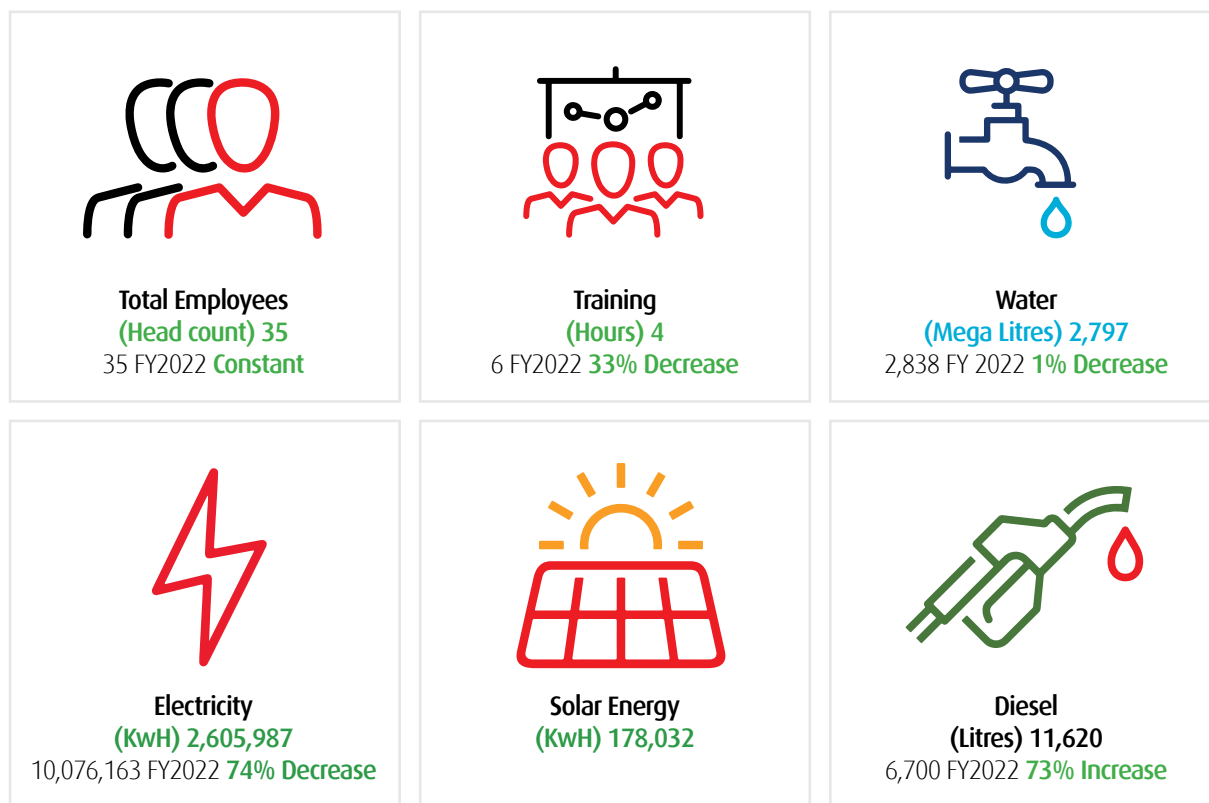 Total Employees
(Head count) 35
35 FY2022 Constant
Training
(Hours) 4
6 FY2022 33% Decrease
Water
(Mega Litres) 2,797
2,838 FY 2022 1% Decrease
Electricity
(KwH) 2,605,987
10,076,163 FY2022 74% Decrease
Solar Energy
(KwH) 178,032
Diesel
(Litres) 11,620
6,700 FY2022 73% Increase